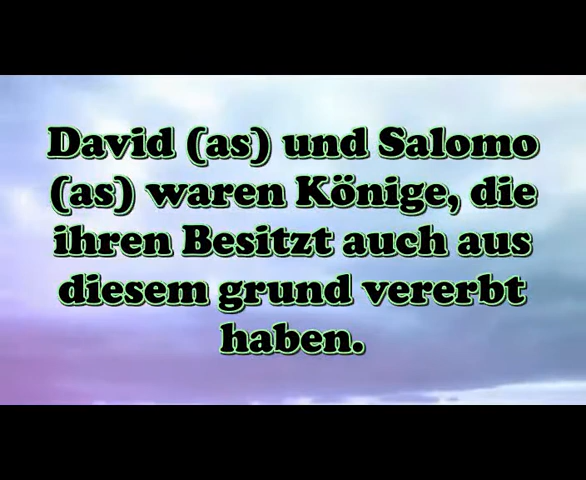 David (as) und Salomo
(as) waren Könige, die
ihren Besitzt auch aus
diesem grund vererbt
haben.